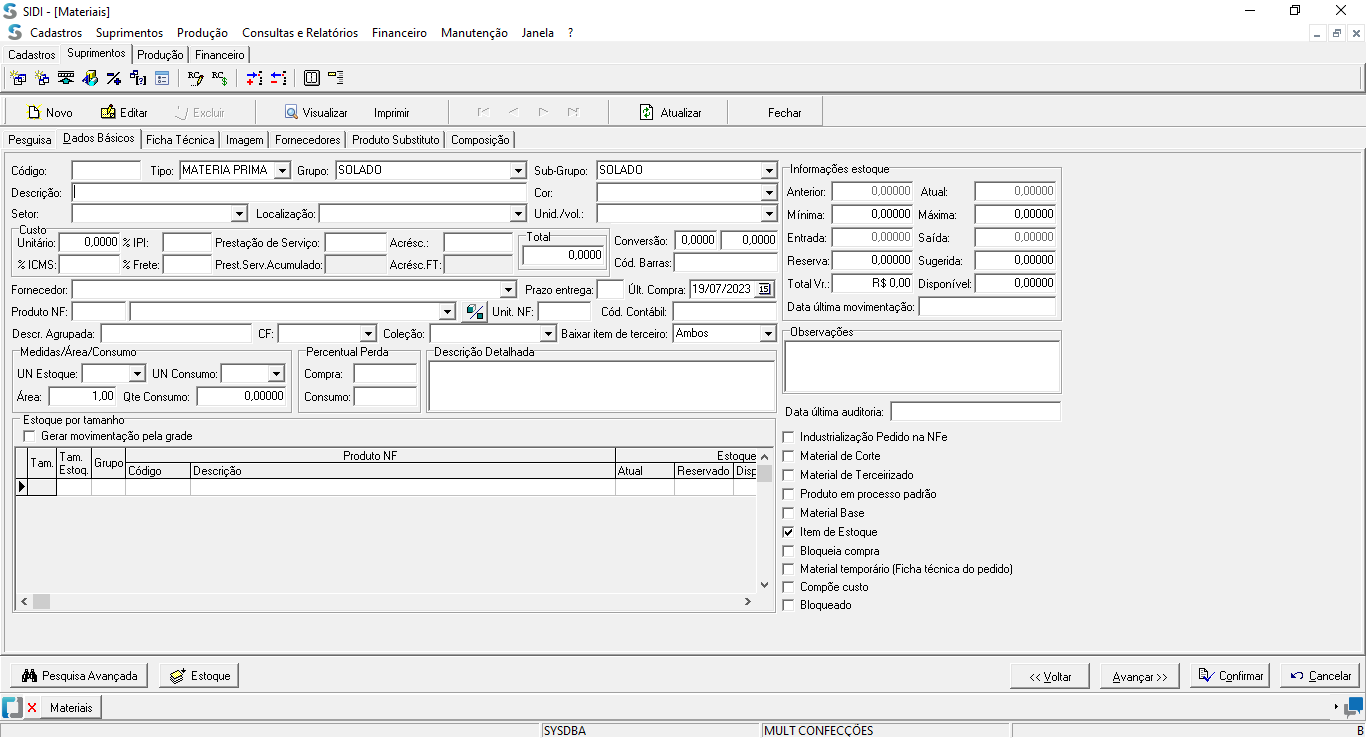 SIDI - [Materiais]
Cadastros Suprimentos Produção Consultas e Relatórios Financeiro Manutenção Janela ?
Cadastros Suprimentos Produção Financeiro
Novo Editar Excluir Visualizar Imprimir Atualizar Fechar
Pesquisa Dados Básicos Ficha Técnica Imagem Fornecedores Produto Substituto Composição
Código: Tipo: MATERIA PRIMA Grupo: SOLADO Sub-Grupo: SOLADO
Descrição: Cor:
Setor: Localização: Unid./vol.:
Custo
Unitário: 0,0000 % IPI: Prestação de Serviço: Acrésc.:
% ICMS: % Frete: Prest.Serv.Acumulado: Acrésc.FT:
Total
0,0000
Conversão: 0,0000 0,0000
Cód. Barras:
Fornecedor: Prazo entrega: Últ. Compra: 19/07/2023 15
Produto NF: Unit. NF: Cód. Contábil:
Descr. Agrupada: CF: Coleção: Baixar item de terceiro: Ambos
Medidas/Área/Consumo
UN Estoque: UN Consumo:
Área: 1,00 Qte Consumo: 0,00000
Percentual Perda
Compra:
Consumo:
Descrição Detalhada
Estoque por tamanho
Gerar movimentação pela grade
Tam. Tam. Estoq. Grupo Produto NF Estoque
Código Descrição Atual Reservado Disp
Informações estoque
Anterior: 0,00000 Atual: 0,00000
Mínima: 0,00000 Máxima: 0,00000
Entrada: 0,00000 Saída: 0,00000
Reserva: 0,00000 Sugerida: 0,00000
Total Vr.: R$ 0,00 Disponível: 0,00000
Data última movimentação:
Observações
Data última auditoria:
Industrialização Pedido na NFe
Material de Corte
Material de Terceirizado
Produto em processo padrão
Material Base
Item de Estoque
Bloqueia compra
Material temporário (Ficha técnica do pedido)
Compõe custo
Bloqueado
Pesquisa Avançada Estoque << Voltar Avançar >> Confirmar Cancelar
Materiais
SYSDBA MULT CONFECÇÕES B